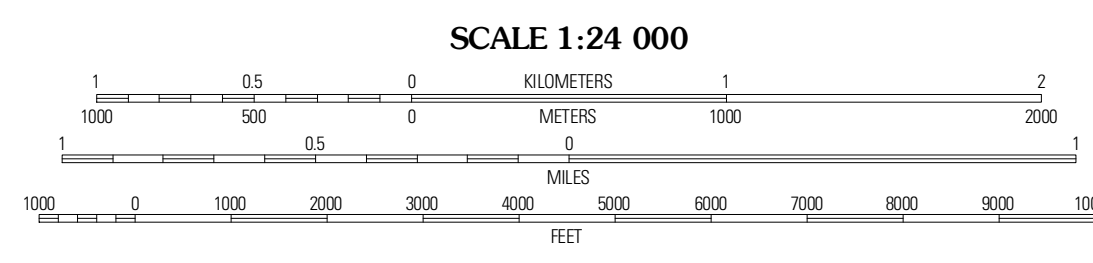 SCALE 1:24 000
1 0.5 0 KILOMETERS 1 2
1000 500 0 METERS 1000 2000
1 0.5 0 1
MILES
1000 0 1000 2000 3000 4000 5000 6000 7000 8000 9000
FEET